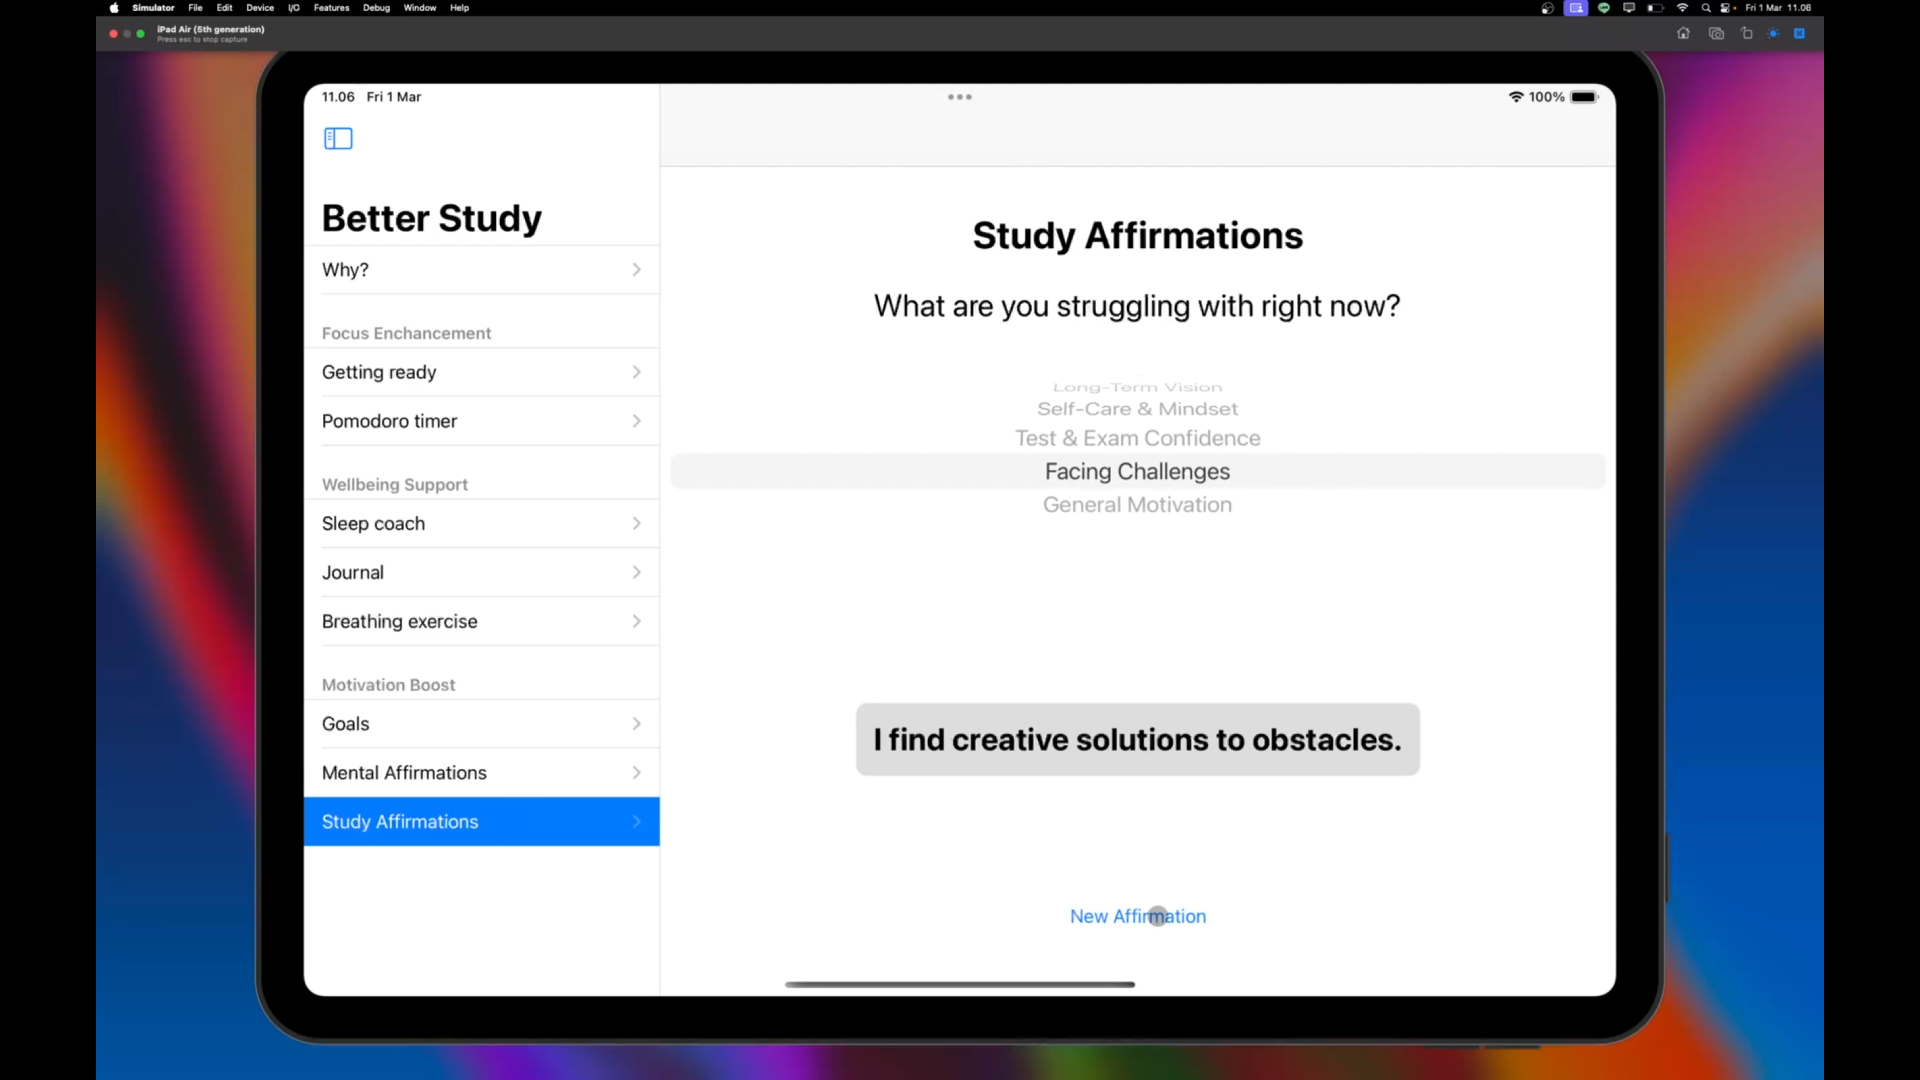 Simulator File Edit Device I/O Features Debug Window Help
Fri 1 Mar 11.06
iPad Air (5th generation)
Press esc to stop capture
11.06 Fri 1 Mar
100%
Better Study
Why?
Focus Enchancement
Getting ready
Pomodoro timer
Wellbeing Support
Sleep coach
Journal
Breathing exercise
Motivation Boost
Goals
Mental Affirmations
Study Affirmations
Study Affirmations
What are you struggling with right now?
Long-Term Vision
Self-Care & Mindset
Test & Exam Confidence
Facing Challenges
General Motivation
I find creative solutions to obstacles.
New Affirmation